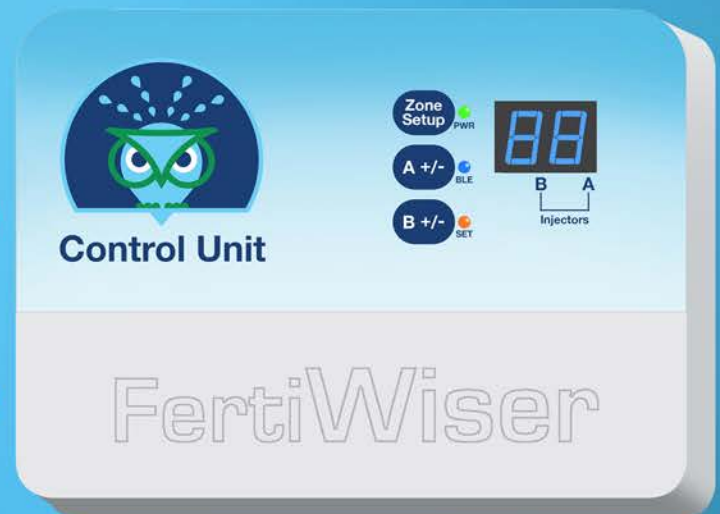 Zone
Setup
PWR
A +/-
BLE
B +/-
SET
88
B A
Injectors
Control Unit
FertiWiser